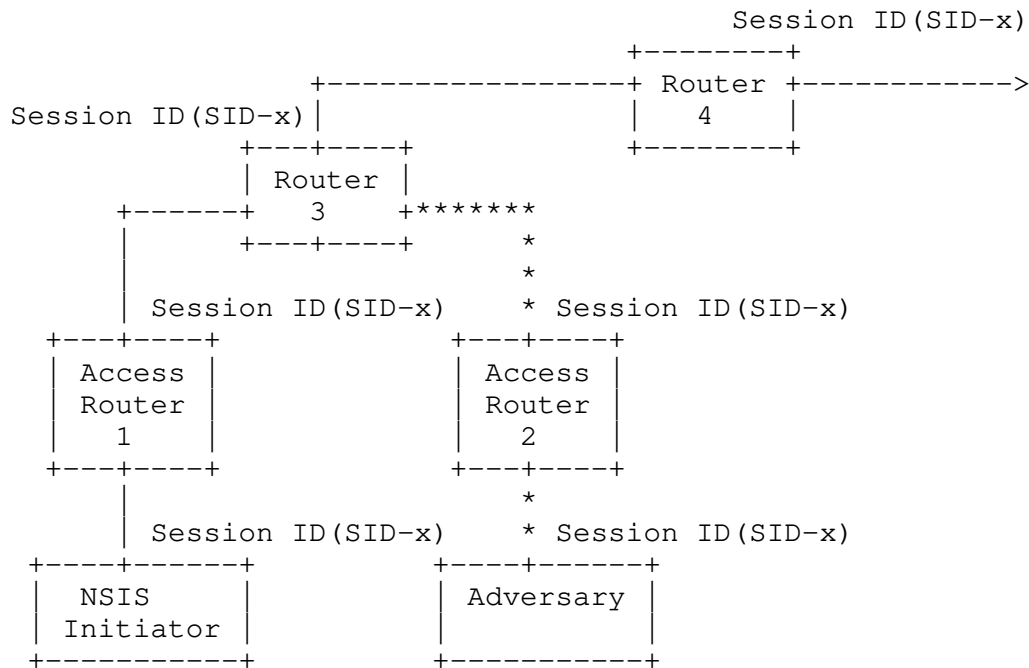 Session ID(SID-x)
Router
4
Session ID(SID-x)
Router
3
Session ID(SID-x)
Session ID(SID-x)
Access
Router
1
Access
Router
2
Session ID(SID-x)
Session ID(SID-x)
NSIS
Initiator
Adversary